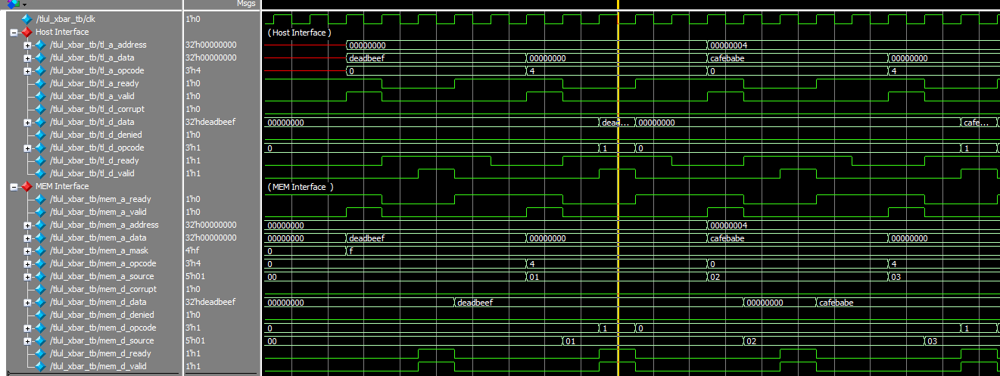 Msgs
/tlul_xbar_tb/clk 1'h0
Host Interface (Host Interface )
/tlul_xbar_tb/tl_a_address 32'h00000000 00000000 00000004
/tlul_xbar_tb/tl_a_data 32'h00000000 deadbeef 00000000 cafebabe 00000000
/tlul_xbar_tb/tl_a_opcode 3'h4 0 4 0 4
/tlul_xbar_tb/tl_a_ready 1'h0
/tlul_xbar_tb/tl_a_valid 1'h0
/tlul_xbar_tb/tl_d_corrupt 1'h0
/tlul_xbar_tb/tl_d_data 32'hdeadbeef 00000000 dead... 00000000 cafe...
/tlul_xbar_tb/tl_d_denied 1'h0
/tlul_xbar_tb/tl_d_opcode 3'h1 0 1 0 1
/tlul_xbar_tb/tl_d_ready 1'h1
/tlul_xbar_tb/tl_d_valid 1'h1
MEM Interface (MEM Interface )
/tlul_xbar_tb/mem_a_ready 1'h0
/tlul_xbar_tb/mem_a_valid 1'h0
/tlul_xbar_tb/mem_a_address 32'h00000000 00000000 00000004
/tlul_xbar_tb/mem_a_data 32'h00000000 00000000 deadbeef 00000000 cafebabe 00000000
/tlul_xbar_tb/mem_a_mask 4'hf 0 f
/tlul_xbar_tb/mem_a_opcode 3'h4 0 4 0 4
/tlul_xbar_tb/mem_a_source 5'h01 00 01 02 03
/tlul_xbar_tb/mem_d_corrupt 1'h0
/tlul_xbar_tb/mem_d_data 32'hdeadbeef 00000000 deadbeef 00000000 cafebabe
/tlul_xbar_tb/mem_d_denied 1'h0
/tlul_xbar_tb/mem_d_opcode 3'h1 0 1 0 1
/tlul_xbar_tb/mem_d_source 5'h01 00 01 02 03
/tlul_xbar_tb/mem_d_ready 1'h1
/tlul_xbar_tb/mem_d_valid 1'h1